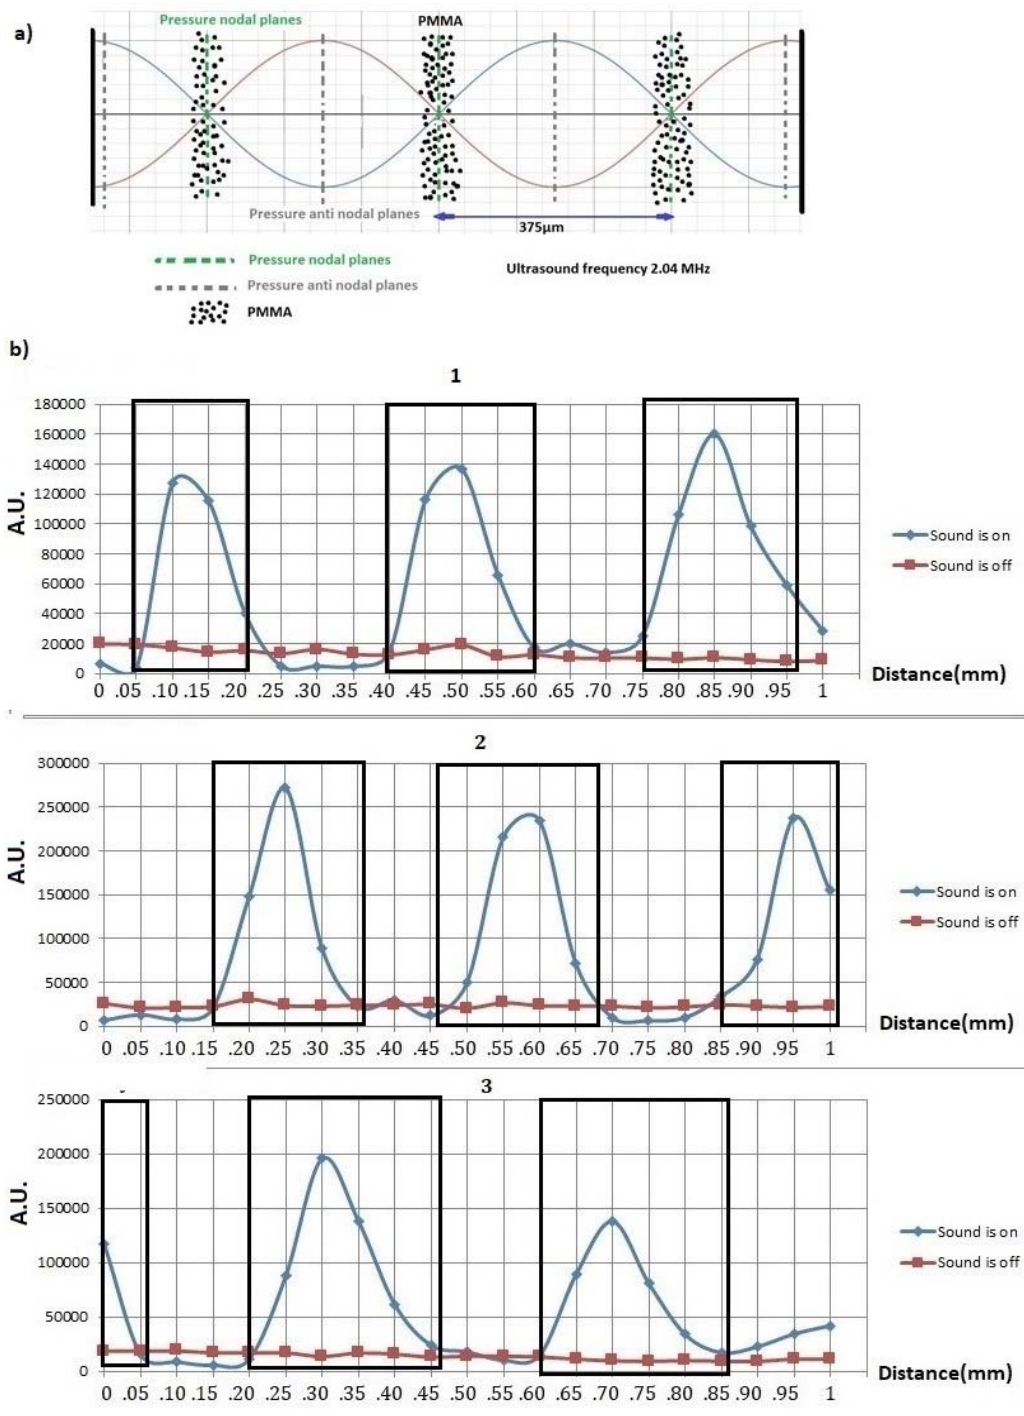 a)
Pressure nodal planes
PMMA
Pressure anti nodal planes
375µm
Pressure nodal planes
Pressure anti nodal planes
PMMA
Ultrasound frequency 2.04 MHz
b)
1
180000
160000
140000
120000
100000
80000
60000
40000
20000
0
A.U.
Sound is on
Sound is off
0 .05 .10 .15 .20 .25 .30 .35 .40 .45 .50 .55 .60 .65 .70 .75 .80 .85 .90 .95 1
Distance(mm)
2
300000
250000
200000
150000
100000
50000
0
A.U.
Sound is on
Sound is off
0 .05 .10 .15 .20 .25 .30 .35 .40 .45 .50 .55 .60 .65 .70 .75 .80 .85 .90 .95 1
Distance(mm)
3
250000
200000
150000
100000
50000
0
A.U.
Sound is on
Sound is off
0 .05 .10 .15 .20 .25 .30 .35 .40 .45 .50 .55 .60 .65 .70 .75 .80 .85 .90 .95 1
Distance(mm)